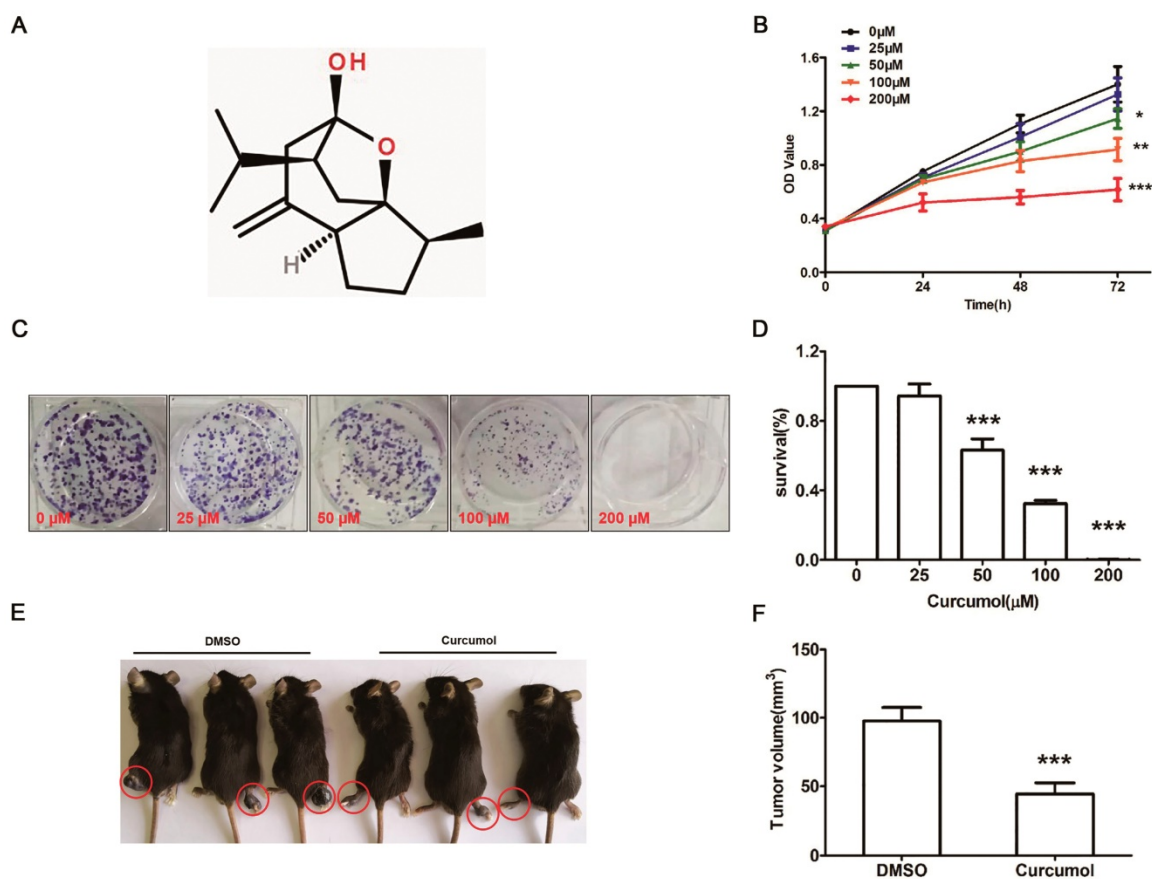 A
OH
O
H
B
0μM
25μM
50μM
100μM
200μM
1.6
1.2
0.8
0.4
0.0
OD Value
0 24 48 72
Time(h)
*
**
***
C
0 μM 25 μM 50 μM 100 μM 200 μM
D
1.2
0.8
0.4
0.0
survival(%)
***
***
***
0 25 50 100 200
Curcumol(μM)
E
DMSO Curcumol
F
150
100
50
0
Tumor volume(mm³)
***
DMSO Curcumol